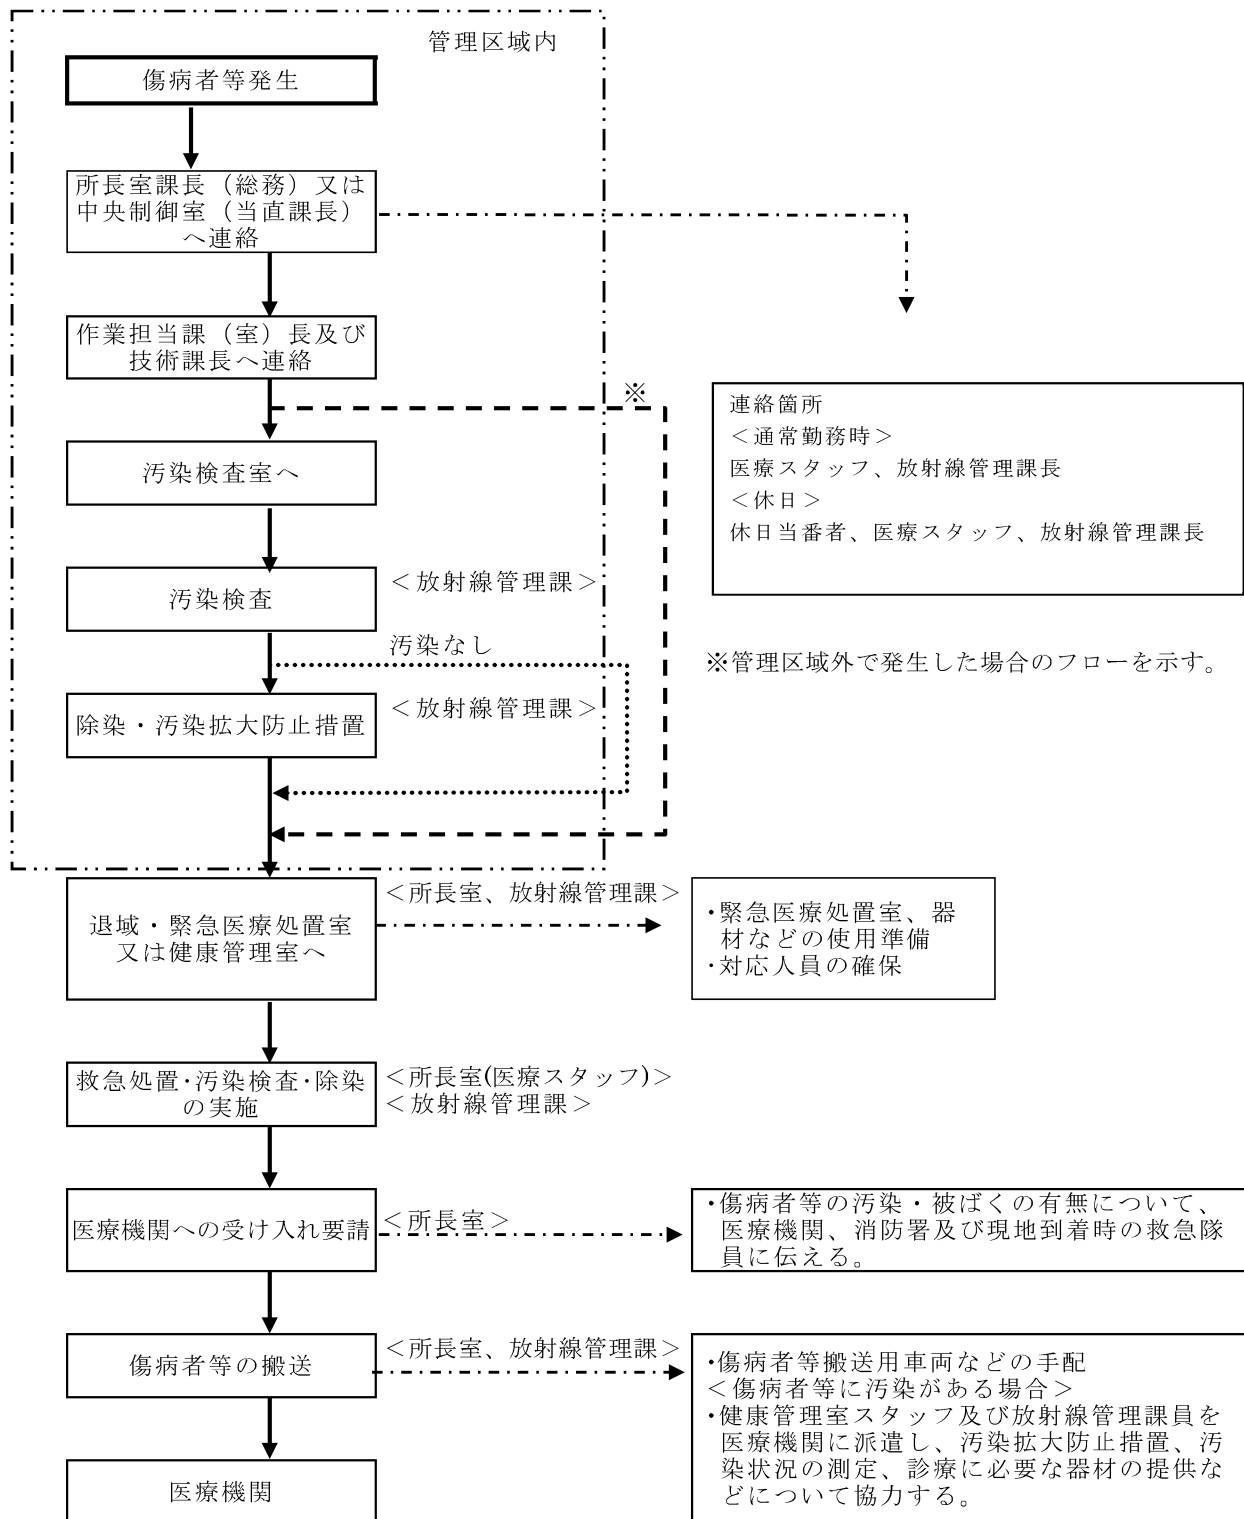 管理区域内
傷病者等発生
所長室課長（総務）又は
中央制御室（当直課長）
へ連絡
作業担当課（室）長及び
技術課長へ連絡
※
連絡箇所
＜通常勤務時＞
医療スタッフ、放射線管理課長
＜休日＞
休日当番者、医療スタッフ、放射線管理課長
汚染検査室へ
汚染検査
＜放射線管理課＞
汚染なし
※管理区域外で発生した場合のフローを示す。
除染・汚染拡大防止措置
＜放射線管理課＞
退域・緊急医療処置室
又は健康管理室へ
＜所長室、放射線管理課＞
・緊急医療処置室、器
材などの使用準備
・対応人員の確保
救急処置・汚染検査・除染
の実施
＜所長室(医療スタッフ)＞
＜放射線管理課＞
医療機関への受け入れ要請
＜所長室＞
・傷病者等の汚染・被ばくの有無について、
医療機関、消防署及び現地到着時の救急隊
員に伝える。
傷病者等の搬送
＜所長室、放射線管理課＞
・傷病者等搬送用車両などの手配
＜傷病者等に汚染がある場合＞
・健康管理室スタッフ及び放射線管理課員を
医療機関に派遣し、汚染拡大防止措置、汚
染状況の測定、診療に必要な器材の提供な
どについて協力する。
医療機関